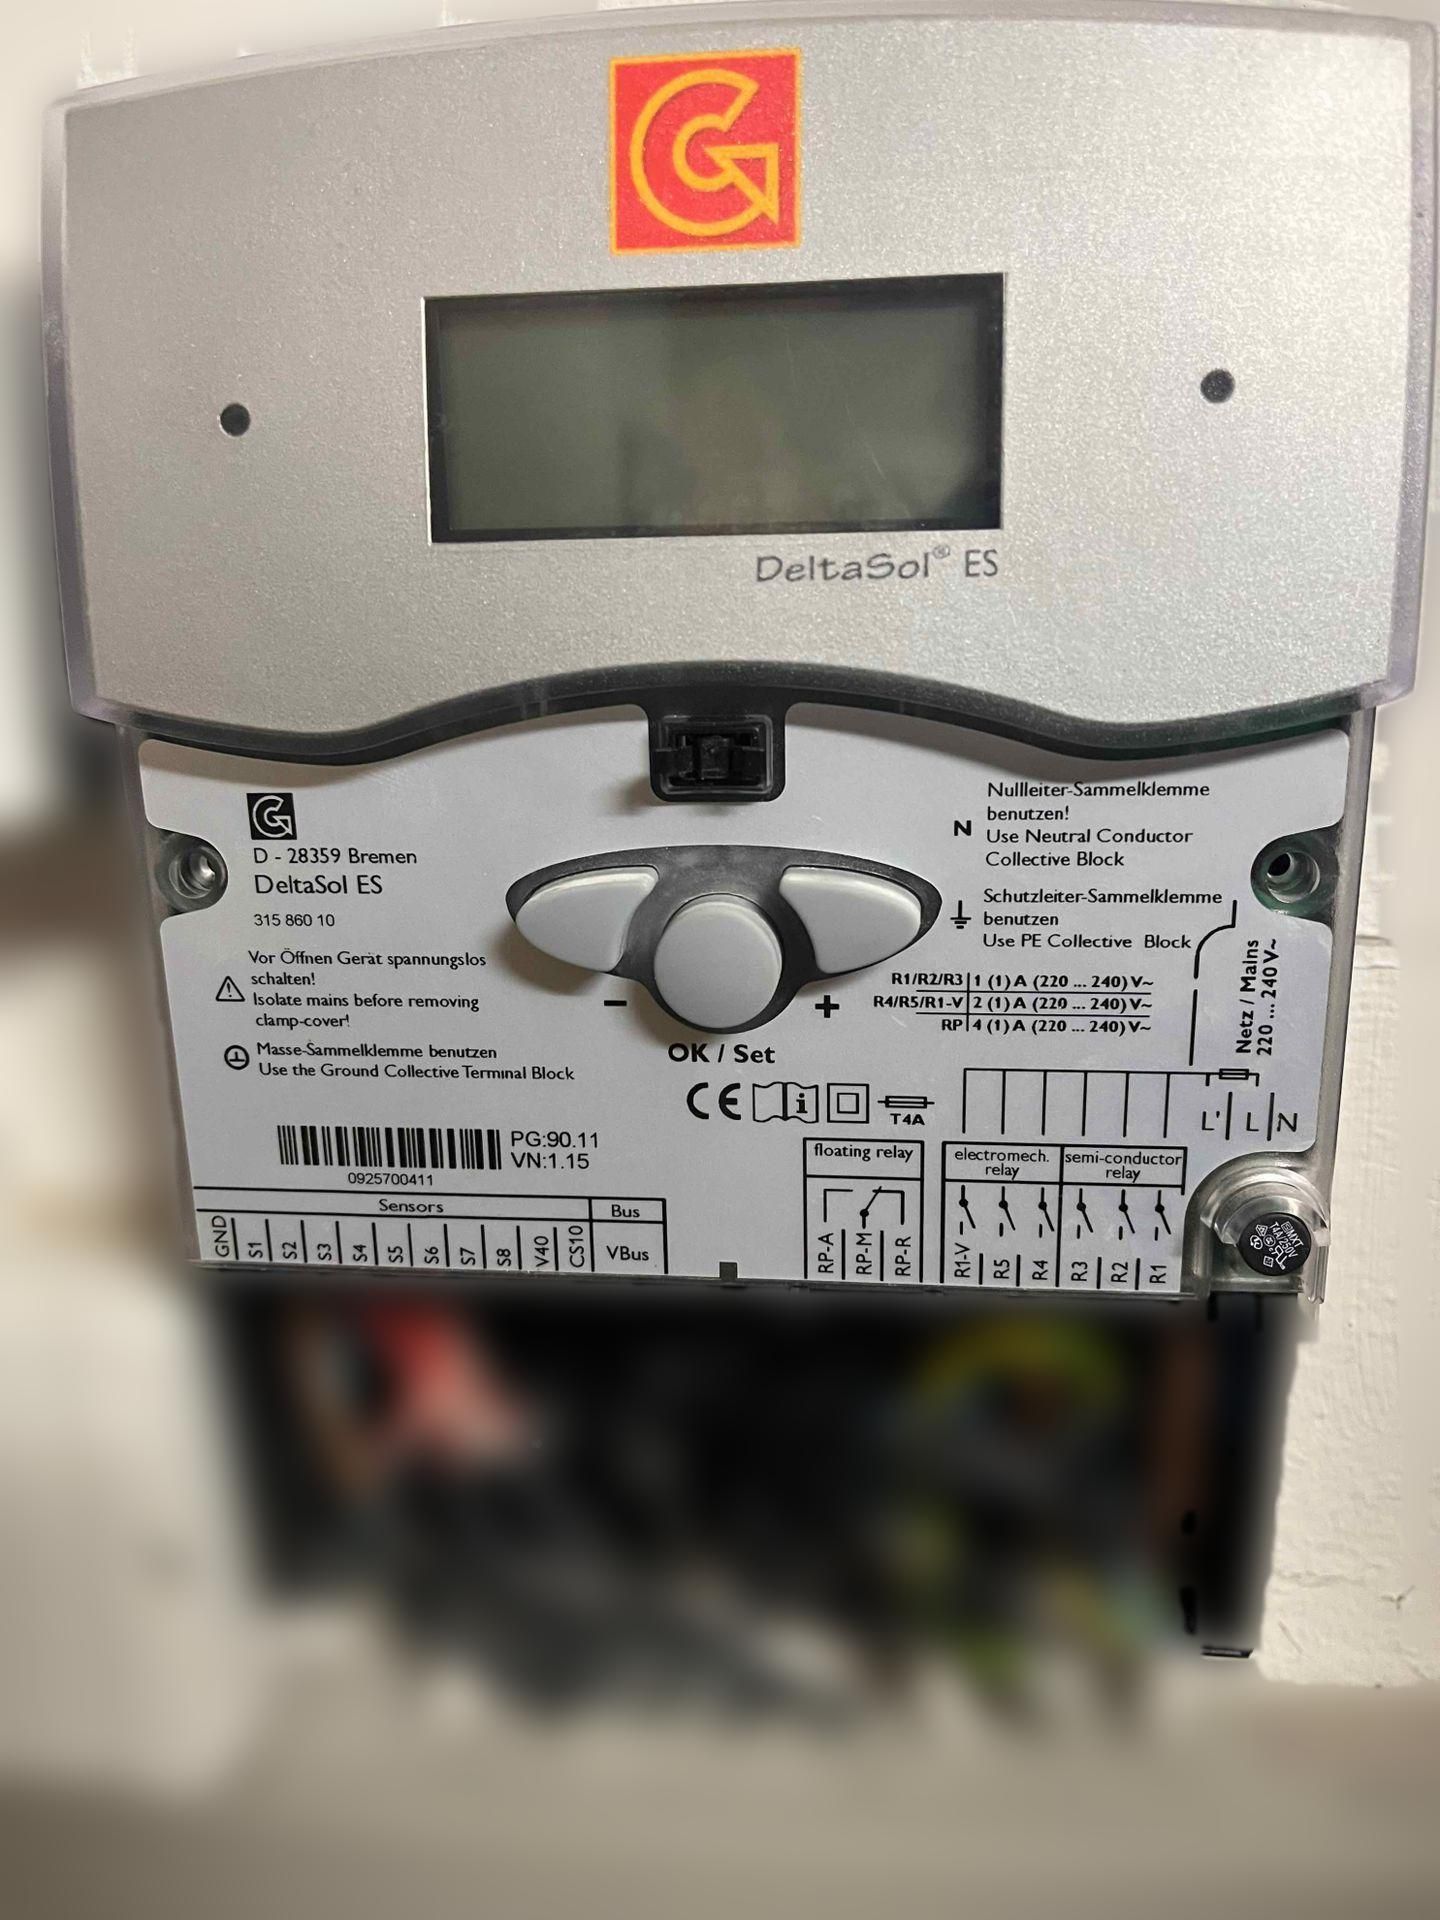 DeltaSol® ES
D - 28359 Bremen
DeltaSol ES
315 860 10
Vor Öffnen Gerät spannungslos
schalten!
Isolate mains before removing
clamp-cover!
Masse-Sammelklemme benutzen
Use the Ground Collective Terminal Block
N
Nullleiter-Sammelklemme
benutzen!
Use Neutral Conductor
Collective Block
Schutzleiter-Sammelklemme
benutzen
Use PE Collective Block
R1/R2/R3 1 (1) A (220 ... 240) V~
R4/R5/R1-V 2 (1) A (220 ... 240) V~
RP 4 (1) A (220 ... 240) V~
Netz / Mains
220 ... 240 V~
- +
OK / Set
CE i T4A
L' L N
PG:90.11
VN:1.15
0925700411
Sensors Bus
GND S1 S2 S3 S4 S5 S6 S7 S8 V40 CS10 VBus
floating relay
RP-A RP-M RP-R
electromech.
relay
semi-conductor
relay
R1-V R5 R4 R3 R2 R1
MXT
T4A/250V